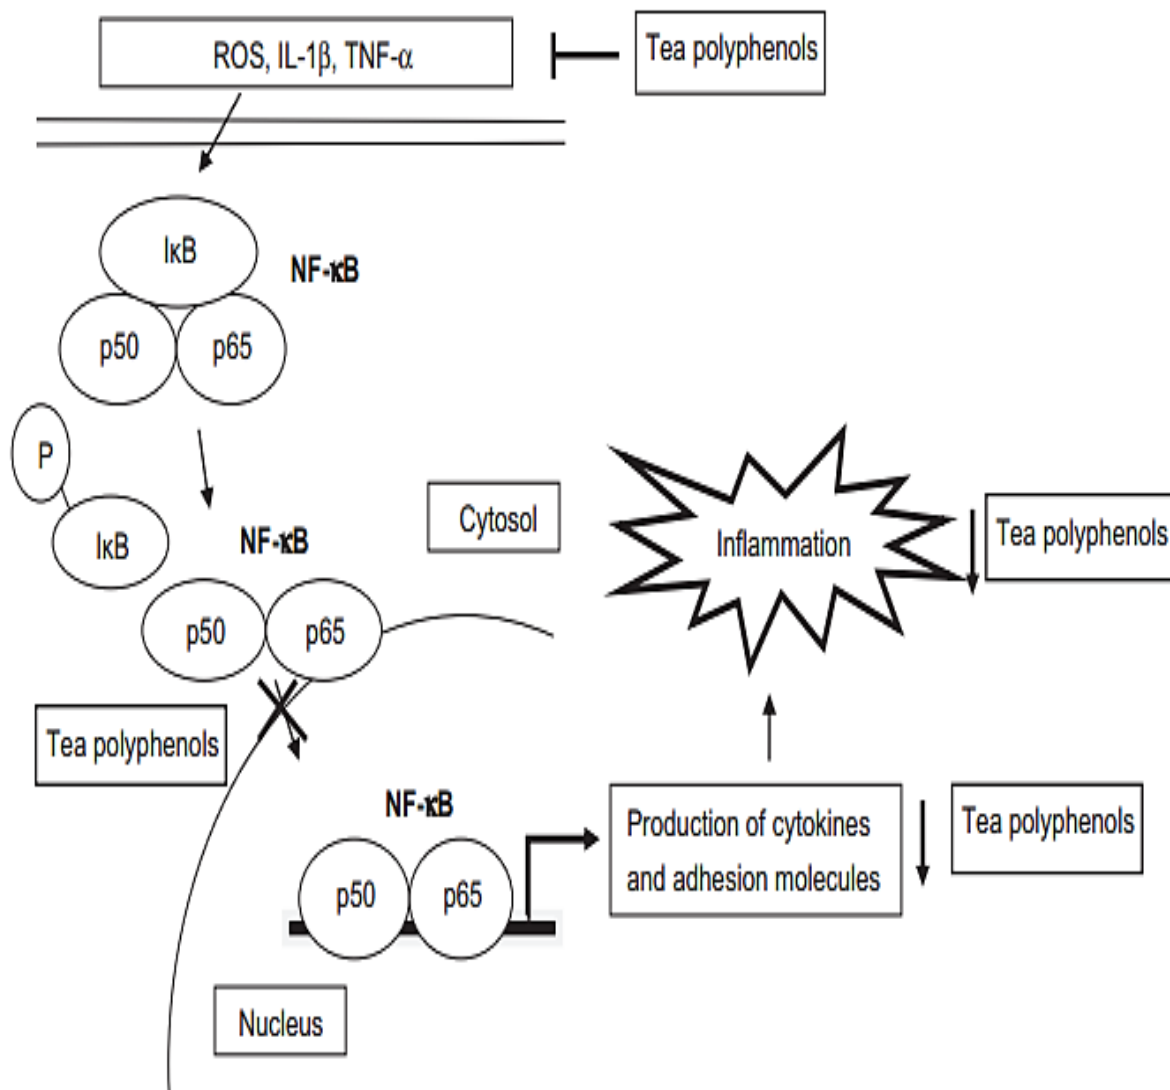 ROS, IL-1β, TNF-α
Tea polyphenols
IκB
NF-κB
p50
p65
P
IκB
NF-κB
p50
p65
Cytosol
Inflammation
Tea polyphenols
Tea polyphenols
NF-κB
p50
p65
Production of cytokines
and adhesion molecules
Tea polyphenols
Nucleus